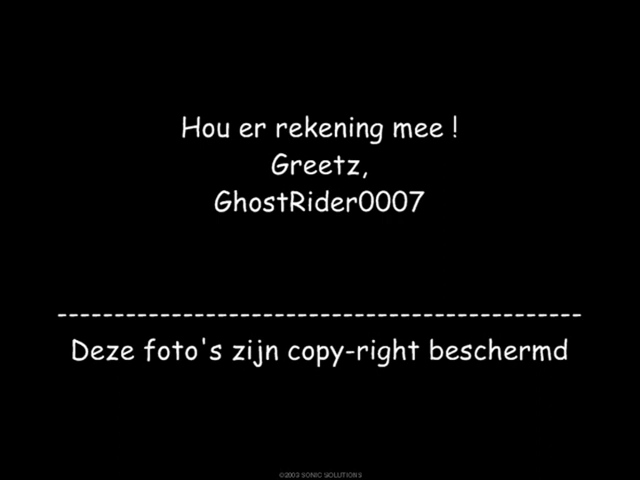 Hou er rekening mee !
Greetz,
GhostRider0007
----------------------------------------------
Deze foto's zijn copy-right beschermd
©2003 SONIC SOLUTIONS